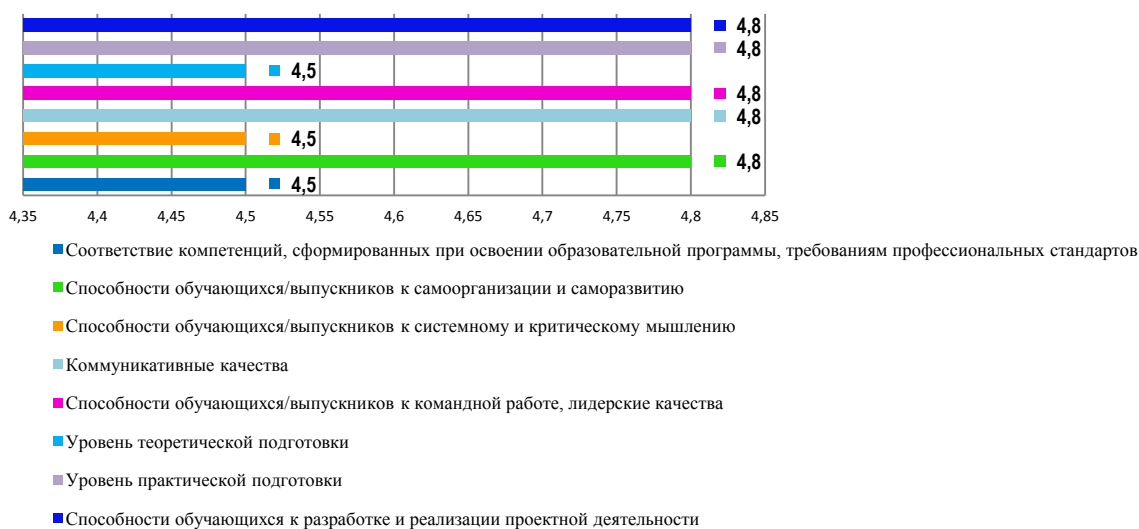 4,8
4,8
4,5
4,8
4,8
4,5
4,8
4,5
4,35 4,4 4,45 4,5 4,55 4,6 4,65 4,7 4,75 4,8 4,85
Соответствие компетенций, сформированных при освоении образовательной программы, требованиям профессиональных стандартов
Способности обучающихся/выпускников к самоорганизации и саморазвитию
Способности обучающихся/выпускников к системному и критическому мышлению
Коммуникативные качества
Способности обучающихся/выпускников к командной работе, лидерские качества
Уровень теоретической подготовки
Уровень практической подготовки
Способности обучающихся к разработке и реализации проектной деятельности